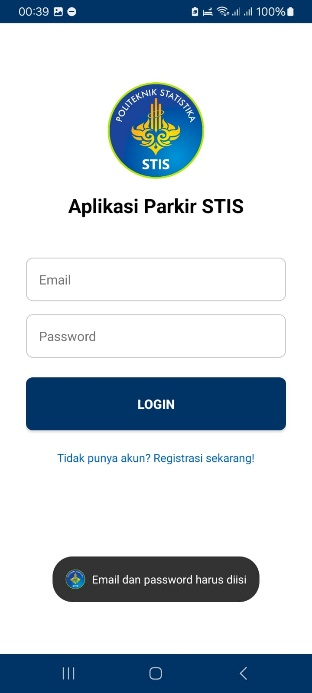 00:39
100%
POLITEKNIK STATISTIKA
STIS
Aplikasi Parkir STIS
Email
Password
LOGIN
Tidak punya akun? Registrasi sekarang!
Email dan password harus diisi